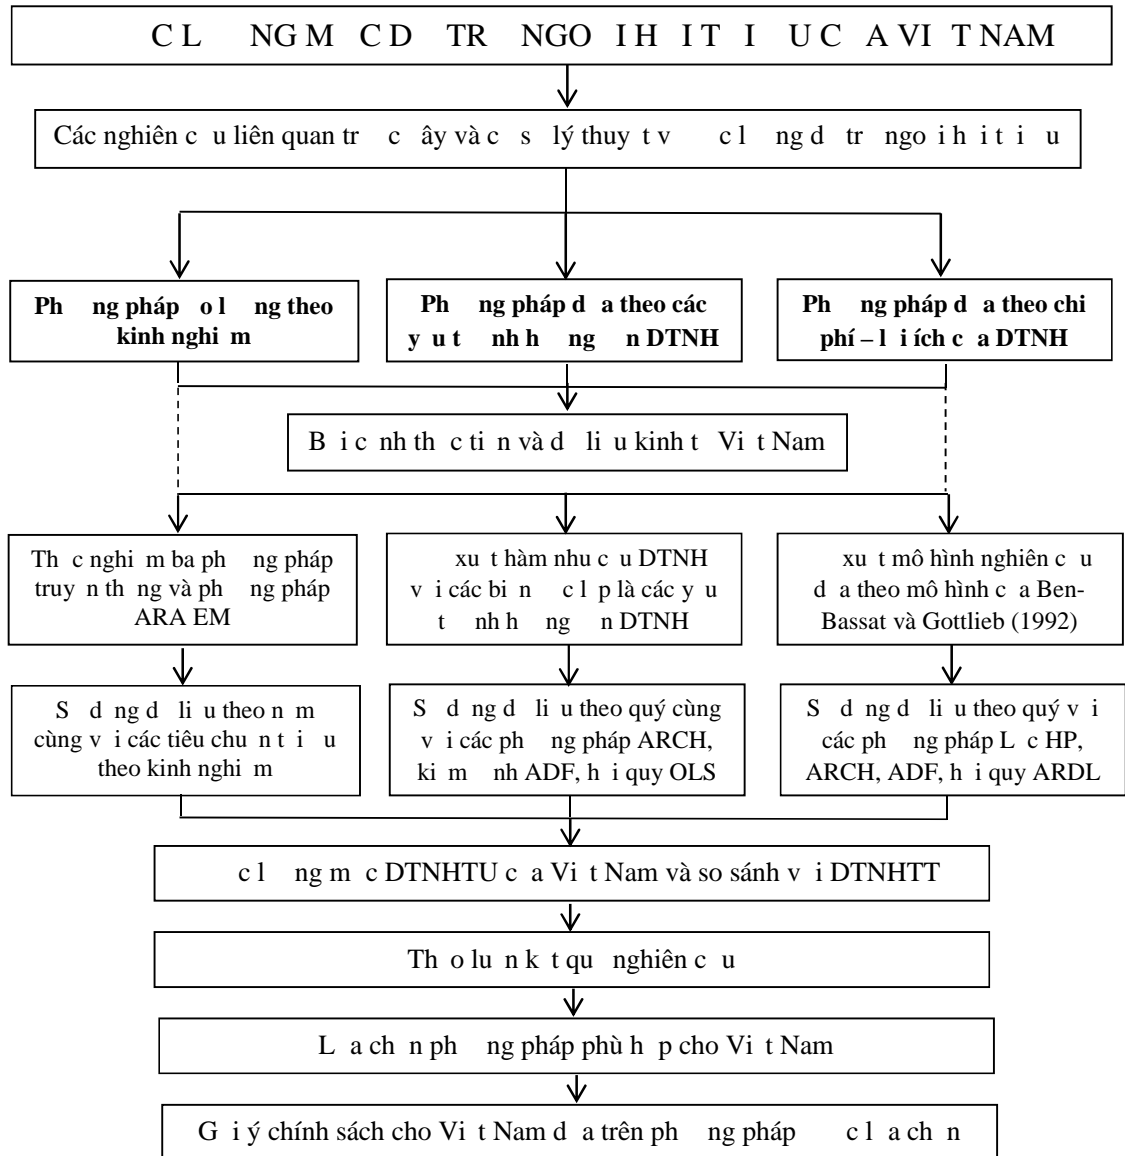 C L NG M C D TR NGO I H I T I U C A VI T NAM
Các nghiên c u liên quan tr c ây và c s lý thuy t v c l ng d tr ngo i h i t i u
Ph ng pháp o l ng theo
kinh nghi m
Ph ng pháp d a theo các
y u t nh h ng n DTNH
Ph ng pháp d a theo chi
phí – l i ích c a DTNH
B i c nh th c ti n và d li u kinh t Vi t Nam
Th c nghi m ba ph ng pháp
truy n th ng và ph ng pháp
ARA EM
xu t hàm nhu c u DTNH
v i các bi n c l p là các y u
t nh h ng n DTNH
xu t mô hình nghiên c u
d a theo mô hình c a Ben-
Bassat và Gottlieb (1992)
S d ng d li u theo n m
cùng v i các tiêu chu n t i u
theo kinh nghi m
S d ng d li u theo quý cùng
v i các ph ng pháp ARCH,
ki m nh ADF, h i quy OLS
S d ng d li u theo quý v i
các ph ng pháp L c HP,
ARCH, ADF, h i quy ARDL
c l ng m c DTNHTU c a Vi t Nam và so sánh v i DTNHTT
Th o lu n k t qu nghiên c u
L a ch n ph ng pháp phù h p cho Vi t Nam
G i ý chính sách cho Vi t Nam d a trên ph ng pháp c l a ch n